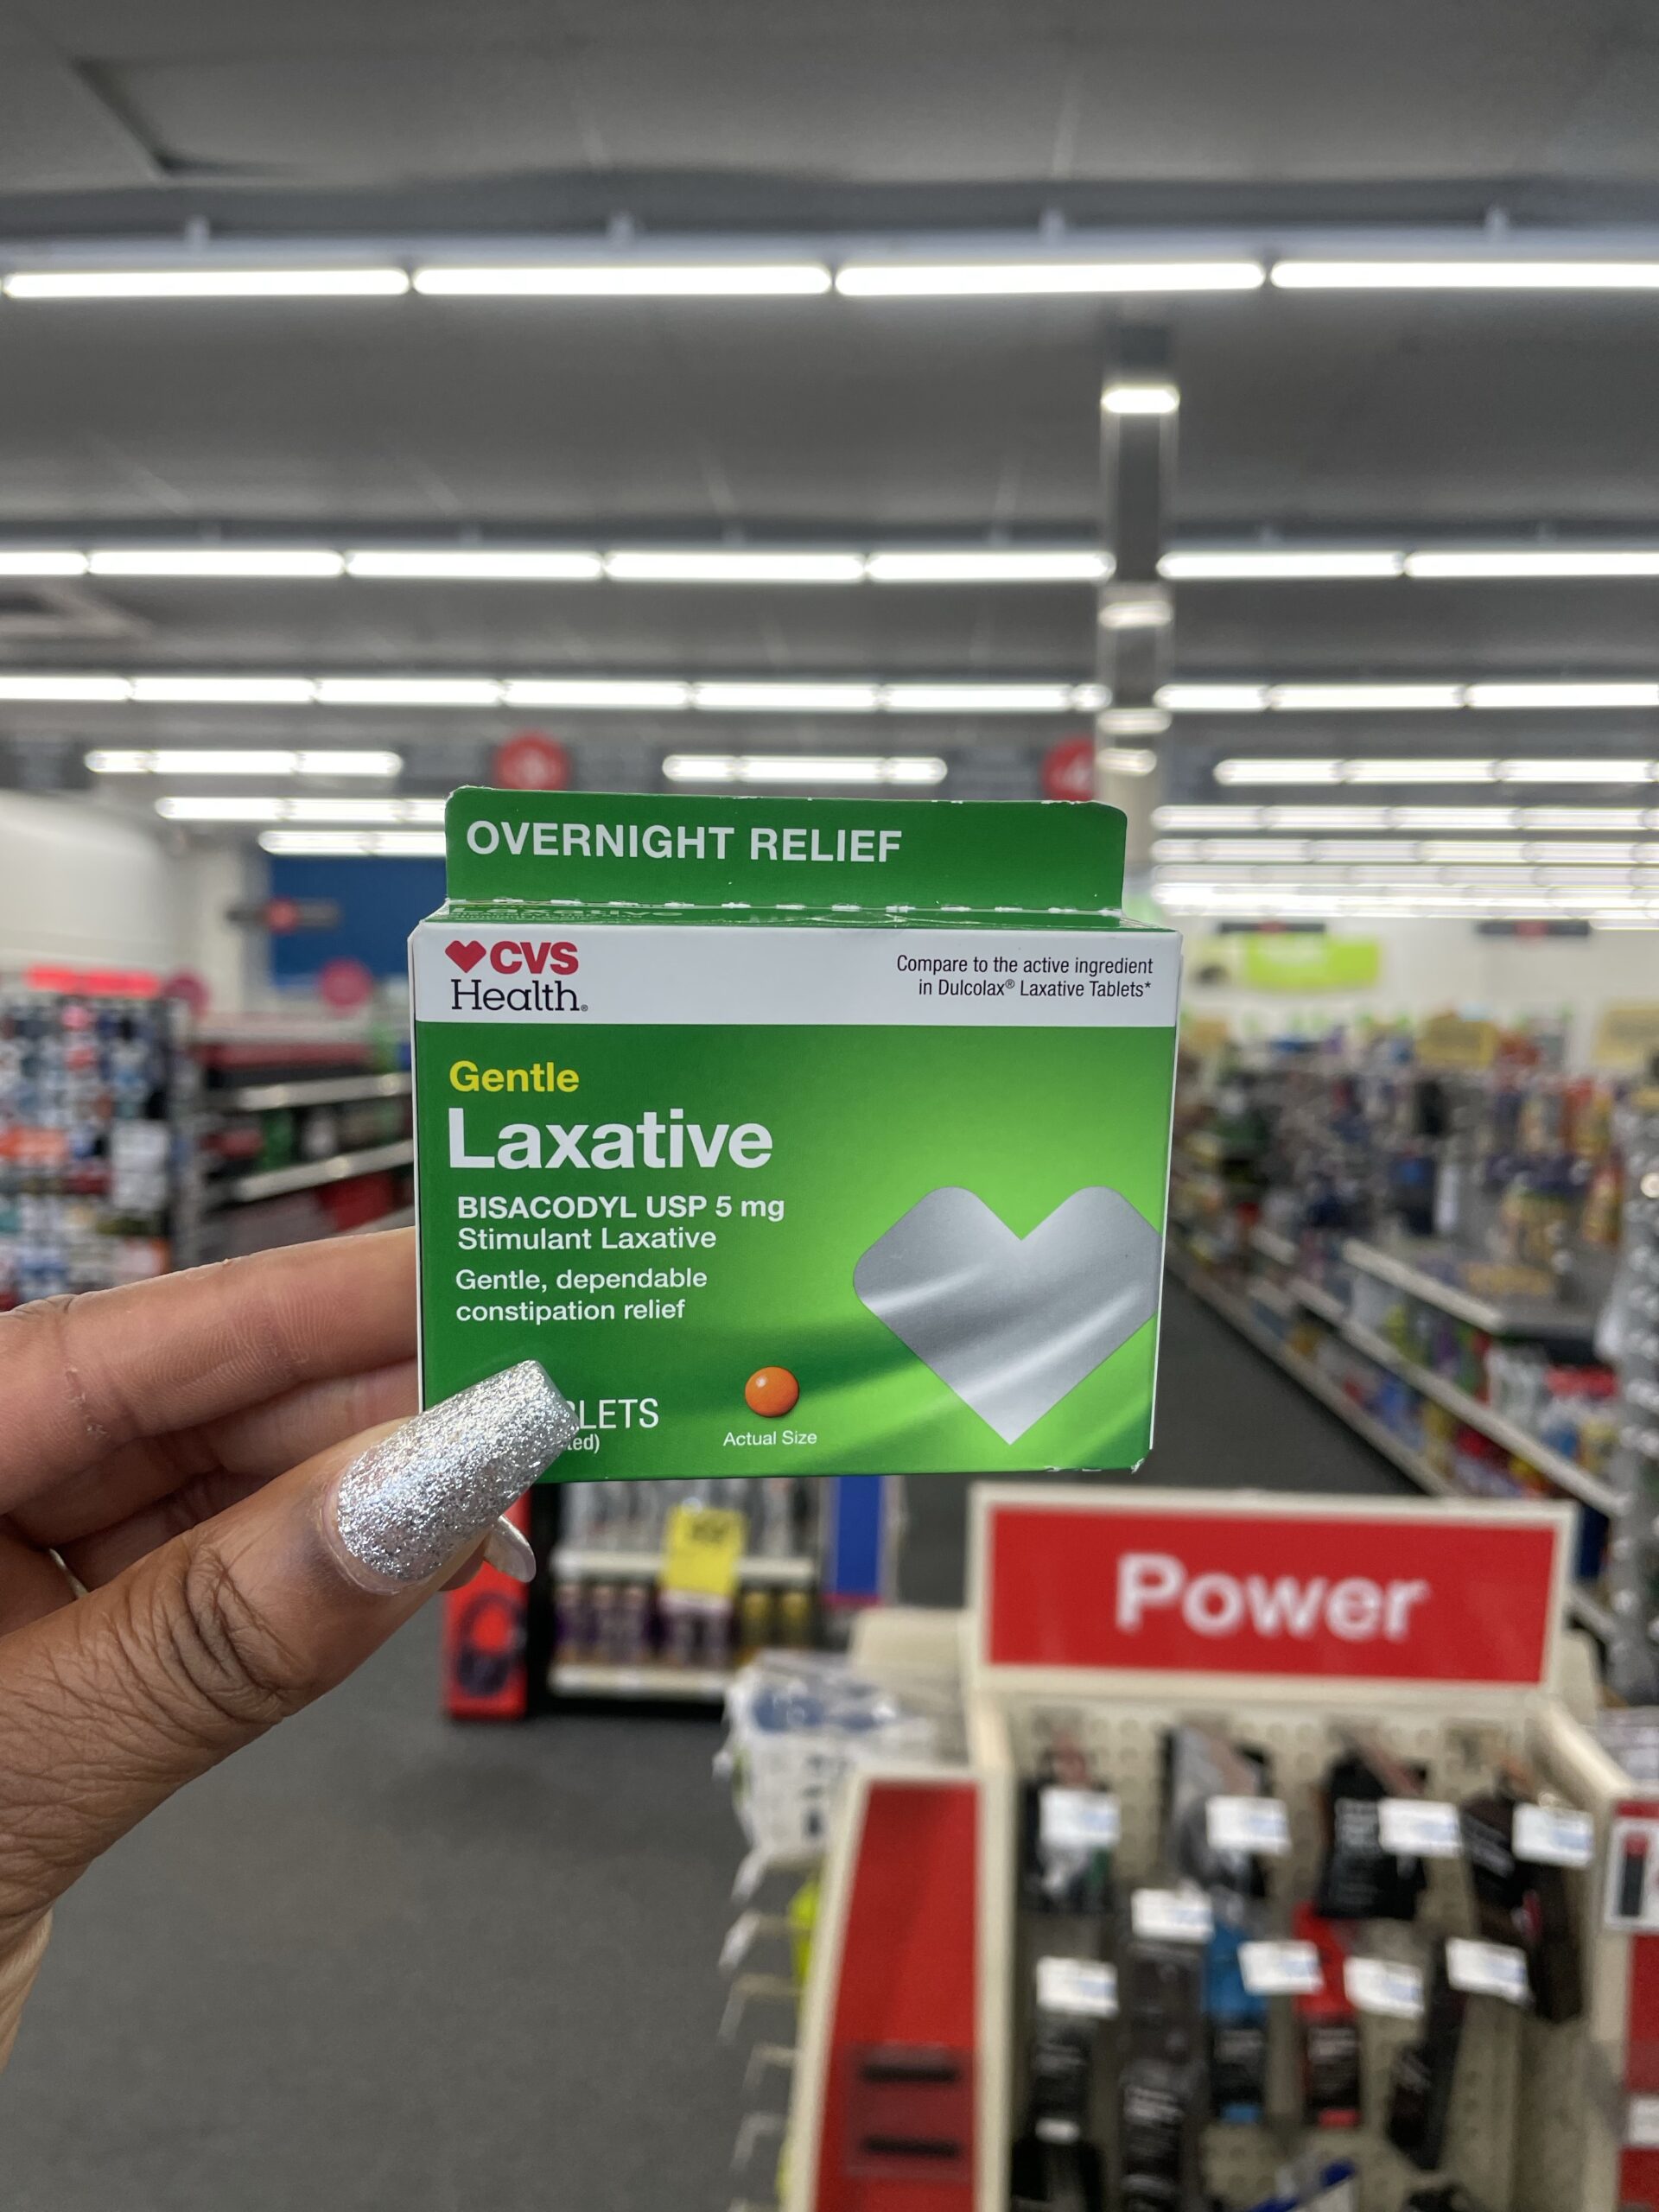 OVERNIGHT RELIEF
CVS
Health®
Compare to the active ingredient
in Dulcolax® Laxative Tablets*
Gentle
Laxative
BISACODYL USP 5 mg
Stimulant Laxative
Gentle, dependable
constipation relief
Actual Size
Power